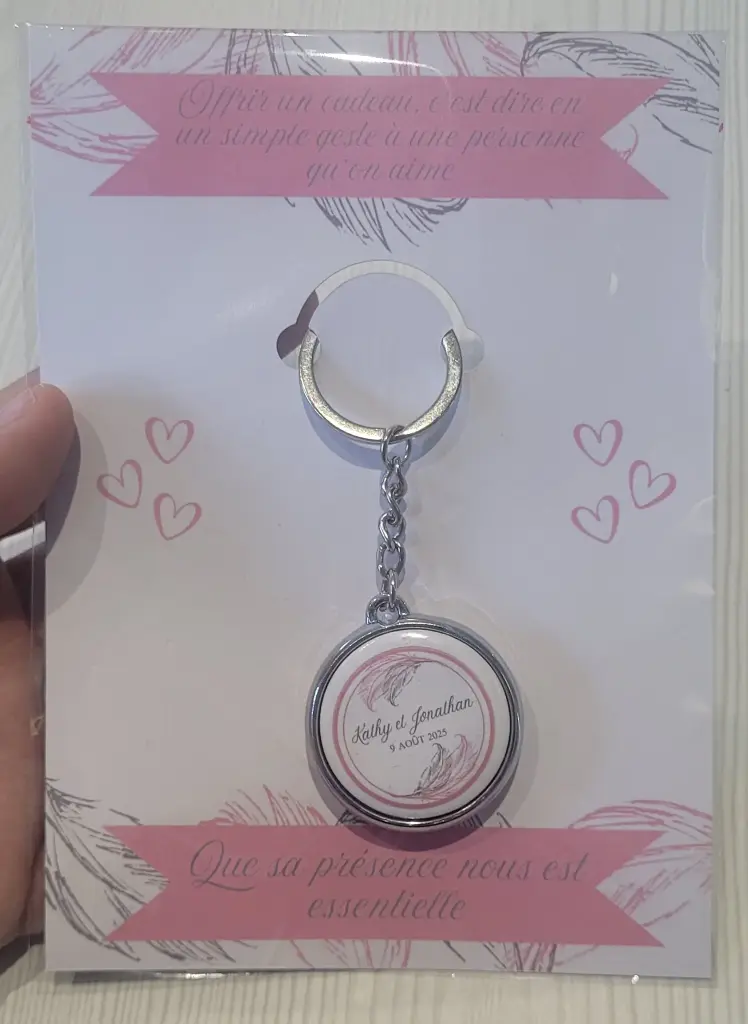 Offrir un cadeau, c'est dire en
un simple geste à une personne
qu'on aime
Kathy et Jonathan
9 AOÛT 2025
Que sa présence nous est
essentielle